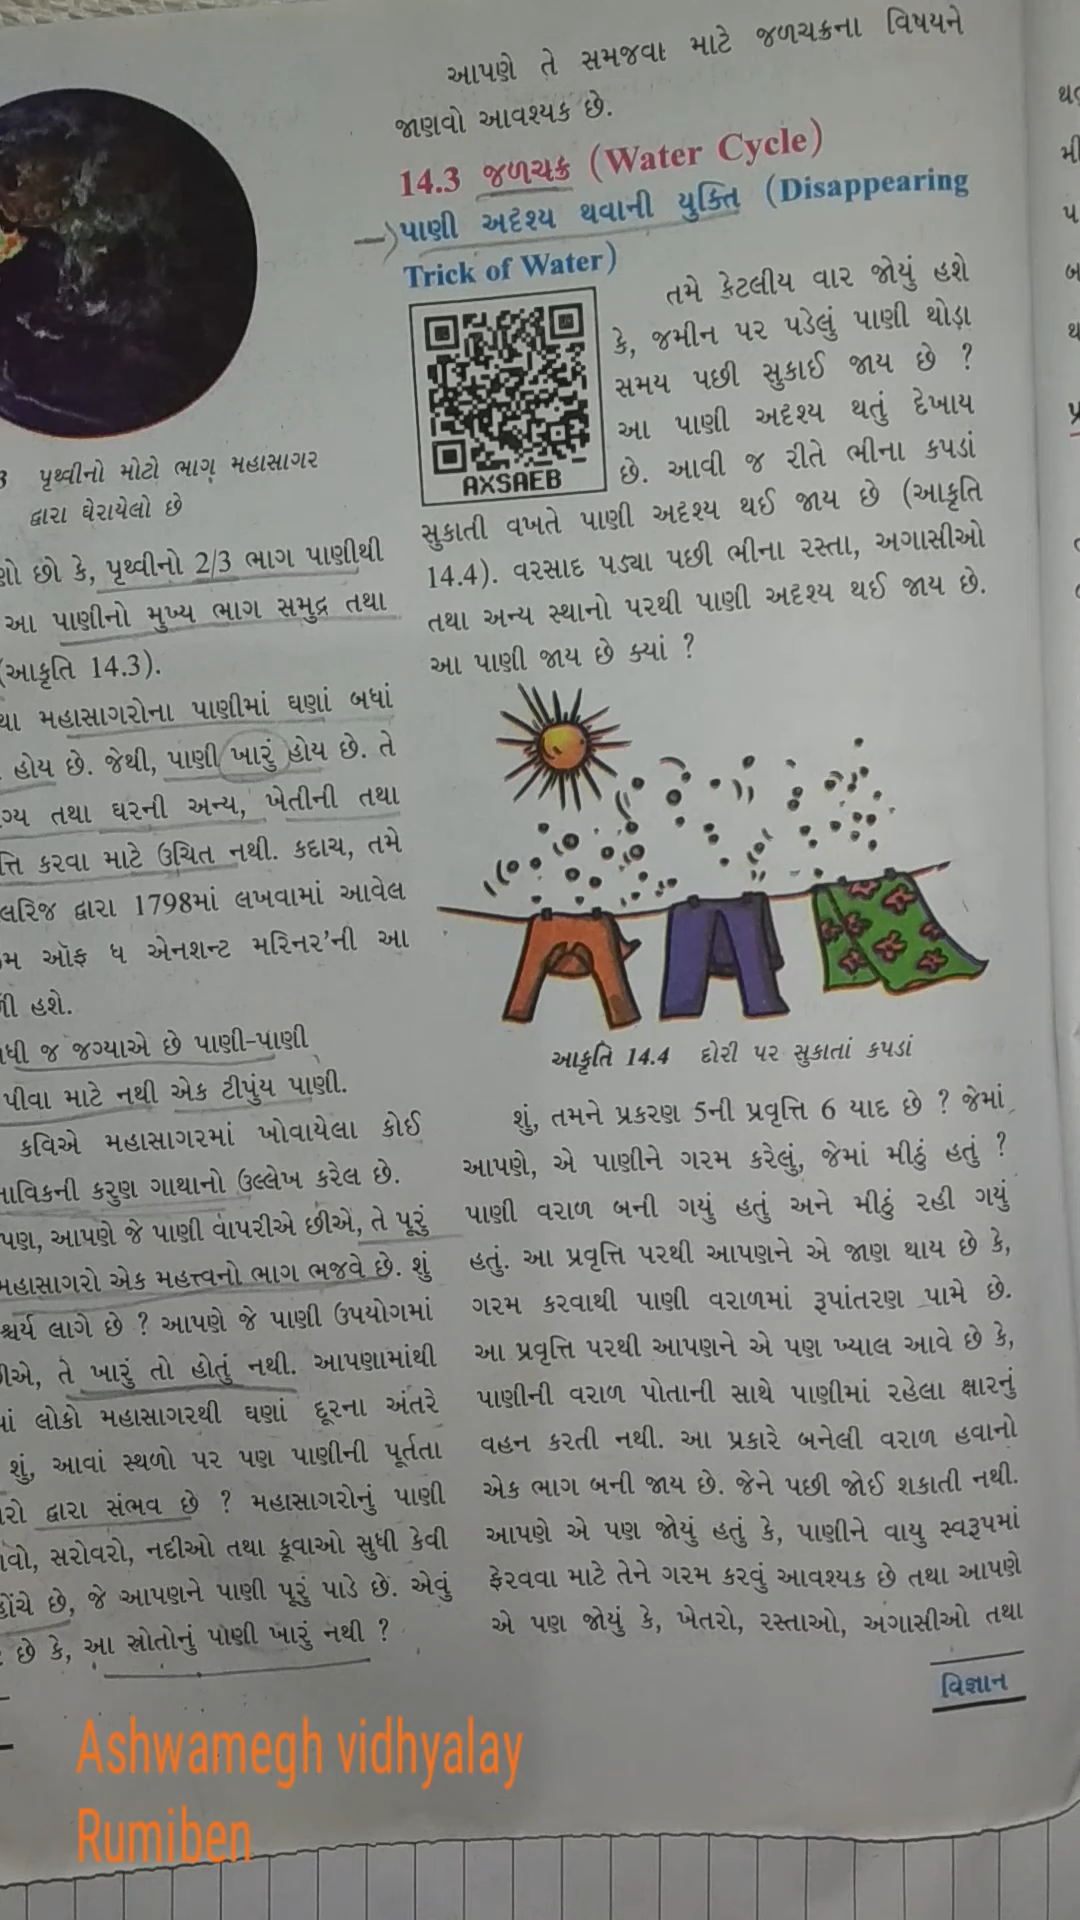 3 પૃથ્વીનો મોટો ભાગ મહાસાગર
દ્વારા ઘેરાયેલો છે
છો કે, પૃથ્વીનો 2/3 ભાગ પાણીથી
આ પાણીનો મુખ્ય ભાગ સમુદ્ર તથા
(આકૃતિ 14.3).
મહાસાગરોના પાણીમાં ઘણાં બધાં
હોય છે. જેથી, પાણી ખારું હોય છે. તે
તથા ઘરની અન્ય, ખેતીની તથા
કરવા માટે ઉચિત નથી. કદાચ, તમે
દ્વારા 1798માં લખવામાં આવેલ
ઑફ ધ એનશન્ટ મરિનર'ની આ
હશે.
જ જગ્યાએ છે પાણી-પાણી
પીવા માટે નથી એક ટીપુંય પાણી.
કવિએ મહાસાગરમાં ખોવાયેલા કોઈ
કરુણ ગાથાનો ઉલ્લેખ કરેલ છે.
પણ, આપણે જે પાણી વાપરીએ છીએ, તે પૂરું
મહાસાગરો એક મહત્ત્વનો ભાગ ભજવે છે. શું
લાગે છે ? આપણે જે પાણી ઉપયોગમાં
તે ખારું તો હોતું નથી. આપણામાંથી
લોકો મહાસાગરથી ઘણાં દૂરના અંતરે
શું, આવાં સ્થળો પર પણ પાણીની પૂર્તતા
દ્વારા સંભવ છે ? મહાસાગરોનું પાણી
સરોવરો, નદીઓ તથા કૂવાઓ સુધી કેવી
છે, જે આપણને પાણી પૂરું પાડે છે. એવું
છે કે, આ સ્રોતોનું પાણી ખારું નથી ?
આપણે તે સમજવા માટે જળચક્રના વિષયને
જાણવો આવશ્યક છે.
14.3 જળચક્ર (Water Cycle)
પાણી અદૃશ્ય થવાની યુક્તિ (Disappearing
Trick of Water)
તમે કેટલીય વાર જોયું હશે
કે, જમીન પર પડેલું પાણી થોડા
સમય પછી સુકાઈ જાય છે ?
આ પાણી અદૃશ્ય થતું દેખાય
છે. આવી જ રીતે ભીના કપડાં
AXSAEB
સુકાતી વખતે પાણી અદૃશ્ય થઈ જાય છે (આકૃતિ
14.4). વરસાદ પડ્યા પછી ભીના રસ્તા, અગાસીઓ
તથા અન્ય સ્થાનો પરથી પાણી અદૃશ્ય થઈ જાય છે.
આ પાણી જાય છે ક્યાં ?
આકૃતિ 14.4 દોરી પર સુકાતાં કપડાં
શું, તમને પ્રકરણ 5ની પ્રવૃત્તિ 6 યાદ છે ? જેમાં
આપણે, એ પાણીને ગરમ કરેલું, જેમાં મીઠું હતું ?
પાણી વરાળ બની ગયું હતું અને મીઠું રહી ગયું
હતું. આ પ્રવૃત્તિ પરથી આપણને એ જાણ થાય છે કે,
ગરમ કરવાથી પાણી વરાળમાં રૂપાંતરણ પામે છે.
આ પ્રવૃત્તિ પરથી આપણને એ પણ ખ્યાલ આવે છે કે,
પાણીની વરાળ પોતાની સાથે પાણીમાં રહેલા ક્ષારનું
વહન કરતી નથી. આ પ્રકારે બનેલી વરાળ હવાનો
એક ભાગ બની જાય છે. જેને પછી જોઈ શકાતી નથી.
આપણે એ પણ જોયું હતું કે, પાણીને વાયુ સ્વરૂપમાં
ફેરવવા માટે તેને ગરમ કરવું આવશ્યક છે તથા આપણે
એ પણ જોયું કે, ખેતરો, રસ્તાઓ, અગાસીઓ તથા
વિજ્ઞાન
Ashwamegh vidhyalay
Rumiben